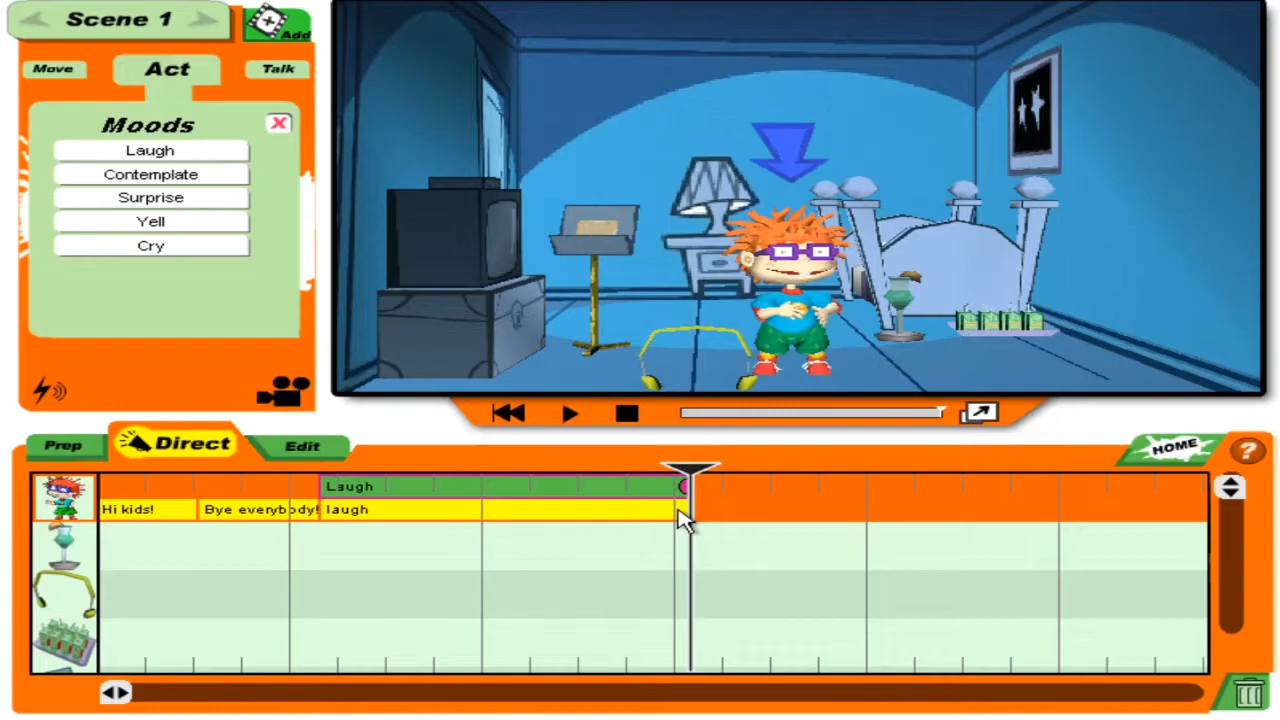 Scene 1
Add
Move
Act
Talk
Moods
Laugh
Contemplate
Surprise
Yell
Cry
Prep
Direct
Edit
HOME
?
Laugh
Hi kids!
Bye everybody!
laugh